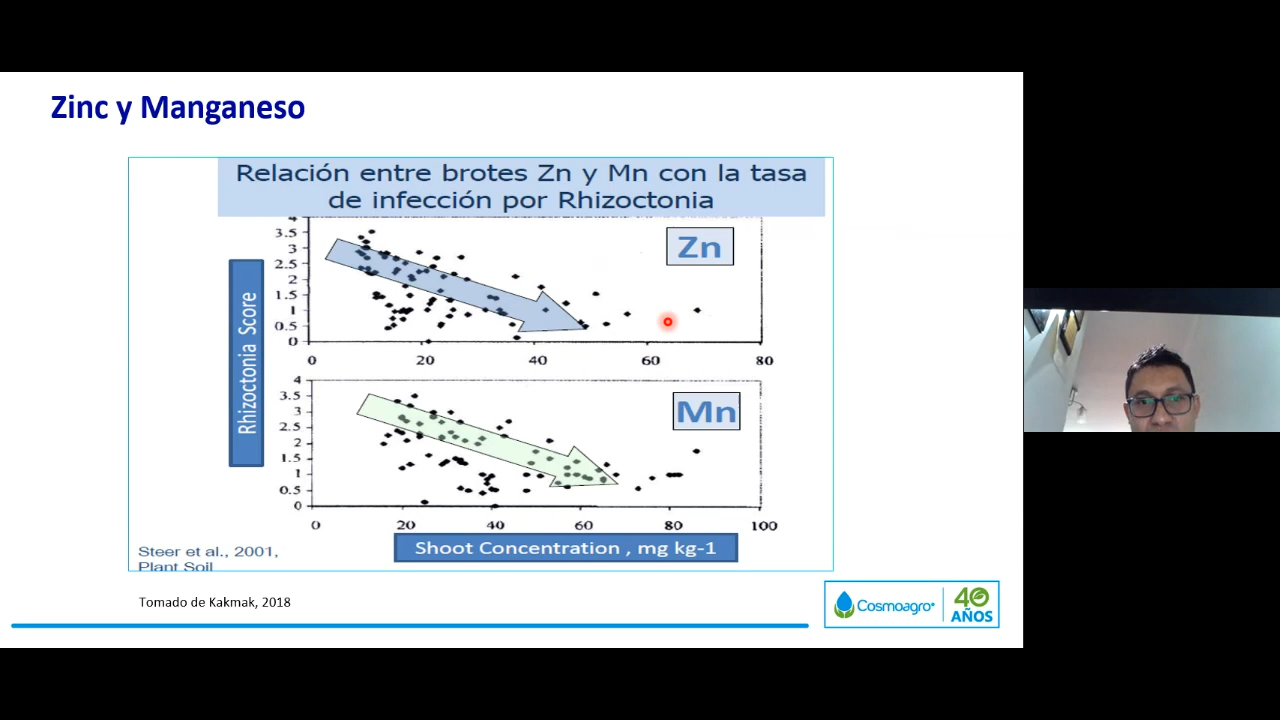 Zinc y Manganeso
Relación entre brotes Zn y Mn con la tasa
de infección por Rhizoctonia
Rhizoctonia Score
4
3.5
3
2.5
2
1.5
1
0.5
0
Zn
0 20 40 60 80
4
3.5
3
2.5
2
1.5
1
0.5
0
Mn
0 20 40 60 80 100
Shoot Concentration , mg kg-1
Steer et al., 2001,
Plant Soil
Tomado de Kakmak, 2018
Cosmoagro
40
AÑOS